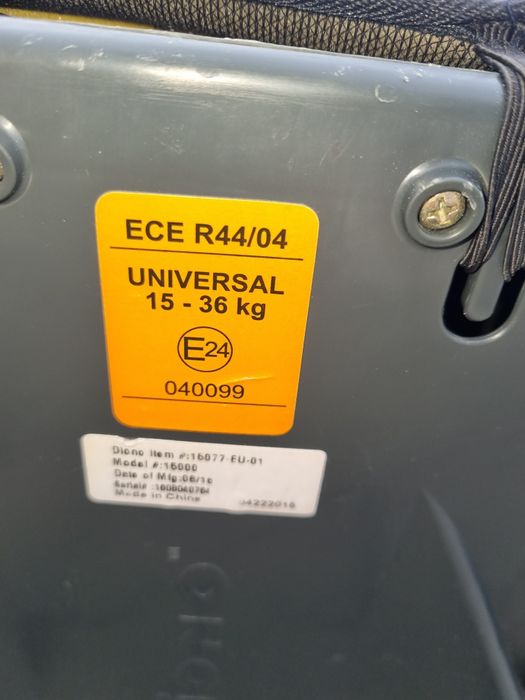 ECE R44/04
UNIVERSAL
15 - 36 kg
E24
040099
Diono Item #:16077-EU-01
Model #:16000
Date of Mfg:06/16
Made in China
04222016